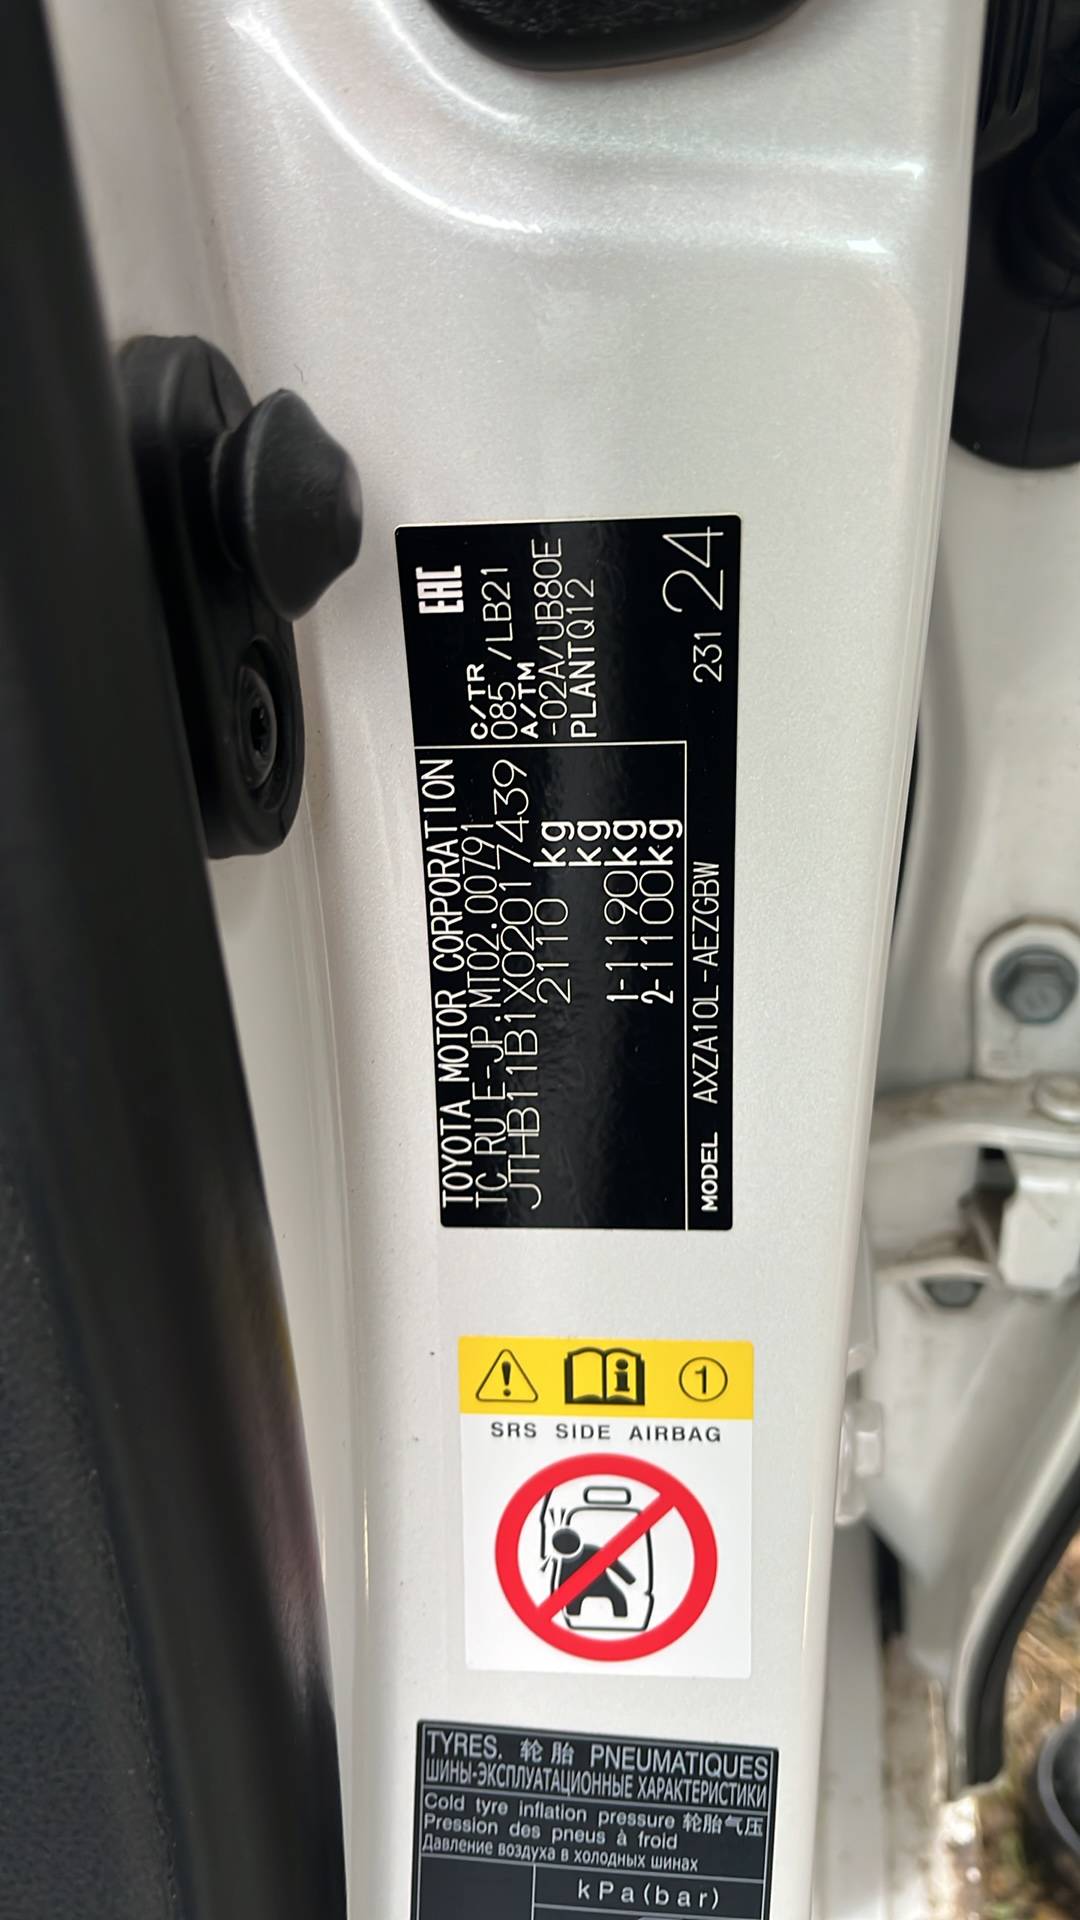 TOYOTA MOTOR CORPORATION
TC RU E-JP.MT02.00791
JTHB11B1X02017439
2110 kg
kg
1-1190kg
2-1100kg
MODEL AXZA10L-AEZGBW
EAC
C/TR
085 /LB21
A/TM
-02A/UB80E
PLANTQ12
231 24
1
SRS SIDE AIRBAG
TYRES. 轮 胎 PNEUMATIQUES
ШИНЫ-ЭКСПЛУАТАЦИОННЫЕ ХАРАКТЕРИСТИКИ
Cold tyre inflation pressure 轮胎气压
Pression des pneus à froid
Давление воздуха в холодных шинах
kPa(bar)